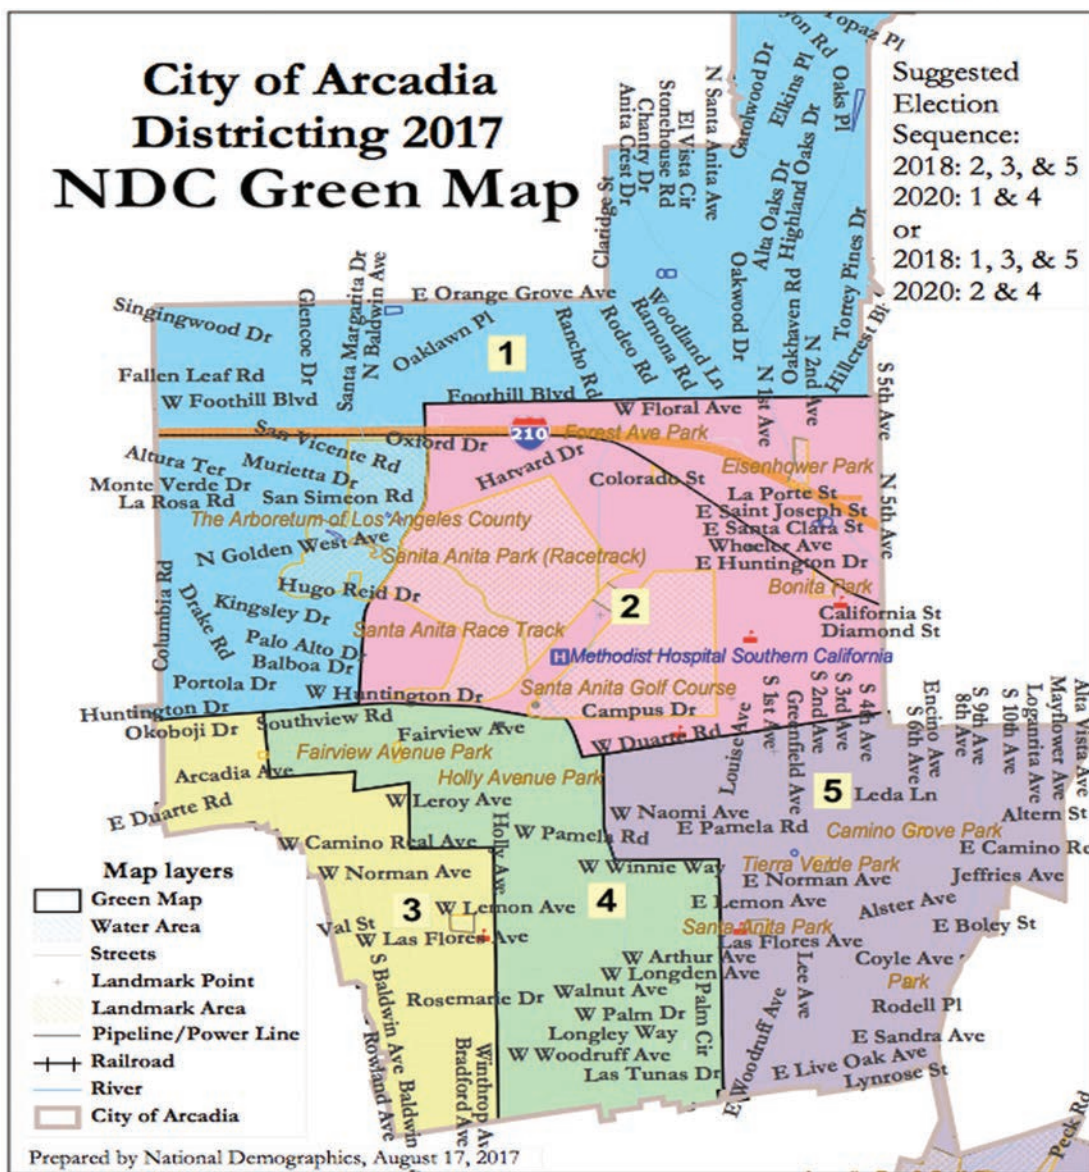 City of Arcadia
Districting 2017
NDC Green Map
Suggested
Election
Sequence:
2018: 2, 3, & 5
2020: 1 & 4
or
2018: 1, 3, & 5
2020: 2 & 4
Topaz Pl
Oaks Pl
Elkins Pl
Carolwood Dr
Highland Oaks Dr
Alta Oaks Dr
N Santa Anita Ave
El Vista Cir
Stonehouse Rd
Chantry Dr
Anita Crest Dr
Claridge St
Torrey Pines Dr
Oakwood Dr
Oakhaven Rd
N 2nd Ave
N 1st Ave
Woodland Ln
Ramona Rd
Rodeo Rd
Rancho Rd
E Orange Grove Ave
Singingwood Dr
Glencoe Dr
Santa Margarita Dr
N Baldwin Ave
Oaklawn Pl
1
Fallen Leaf Rd
W Foothill Blvd
Foothill Blvd
W Floral Ave
S 5th Ave
N 5th Ave
210
San Vicente Rd
Oxford Dr
Forest Ave Park
Harvard Dr
Colorado St
Eisenhower Park
Altura Ter
Murietta Dr
Monte Verde Dr
La Rosa Rd
San Simeon Rd
La Porte St
E Saint Joseph St
E Santa Clara St
Wheeler Ave
E Huntington Dr
The Arboretum of Los Angeles County
N Golden West Ave
Sanita Anita Park (Racetrack)
Bonita Park
Columbia Rd
Drake Rd
Hugo Reid Dr
Kingsley Dr
Santa Anita Race Track
2
California St
Diamond St
Palo Alto Dr
Balboa Dr
H
Methodist Hospital Southern California
Portola Dr
W Huntington Dr
Santa Anita Golf Course
Campus Dr
Huntington Dr
Okoboji Dr
Southview Rd
Fairview Ave
W Duarte Rd
Louise Ave
S 1st Ave
Greenfield Ave
S 2nd Ave
S 3rd Ave
S 4th Ave
S 6th Ave
Encino Ave
8th Ave
S 9th Ave
S 10th Ave
Loganrita Ave
Mayflower Ave
Alta Vista Ave
Fairview Avenue Park
Holly Avenue Park
Arcadia Ave
E Duarte Rd
W Leroy Ave
5
Leda Ln
Altern St
W Naomi Ave
E Pamela Rd
W Pamela Rd
Camino Grove Park
W Camino Real Ave
Holly Ave
W Winnie Way
Tierra Verde Park
E Camino Rd
W Norman Ave
E Norman Ave
Jeffries Ave
3
4
W Lemon Ave
E Lemon Ave
Alster Ave
Val St
W Las Flores Ave
Santa Anita Park
Las Flores Ave
E Boley St
W Arthur Ave
Coyle Ave
W Longden Ave
Lee Ave
Park
S Baldwin Ave
Rosemarie Dr
Walnut Ave
Palm Cir
Rodell Pl
W Palm Dr
Longley Way
E Sandra Ave
W Woodruff Ave
E Woodruff Ave
E Live Oak Ave
Las Tunas Dr
Lynrose St
Rowland Ave
Baldwin
Bradford Ave
Peck Rd
Map layers
Green Map
Water Area
Streets
Landmark Point
Landmark Area
Pipeline/Power Line
Railroad
River
City of Arcadia
Prepared by National Demographics, August 17, 2017